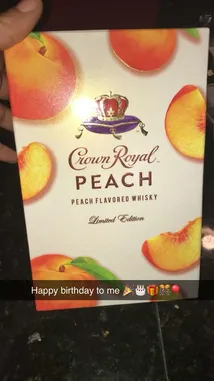 Crown Royal
PEACH
PEACH FLAVORED WHISKY
Limited Edition
Happy birthday to me 🎉🎂🎁🎊🎈